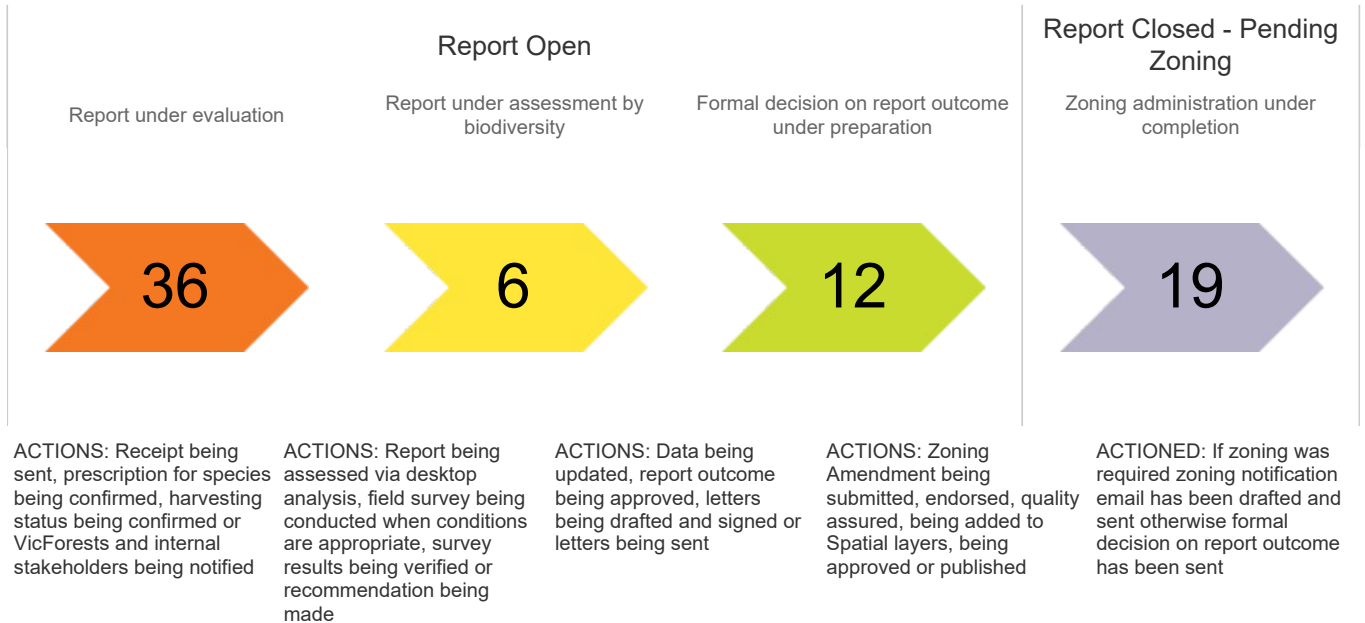 Report Open
Report Closed - Pending
Zoning
Report under evaluation
Report under assessment by
biodiversity
Formal decision on report outcome
under preparation
Zoning administration under
completion
36
6
12
19
ACTIONS: Receipt being
sent, prescription for species
being confirmed, harvesting
status being confirmed or
VicForests and internal
stakeholders being notified
ACTIONS: Report being
assessed via desktop
analysis, field survey being
conducted when conditions
are appropriate, survey
results being verified or
recommendation being
made
ACTIONS: Data being
updated, report outcome
being approved, letters
being drafted and signed or
letters being sent
ACTIONS: Zoning
Amendment being
submitted, endorsed, quality
assured, being added to
Spatial layers, being
approved or published
ACTIONED: If zoning was
required zoning notification
email has been drafted and
sent otherwise formal
decision on report outcome
has been sent